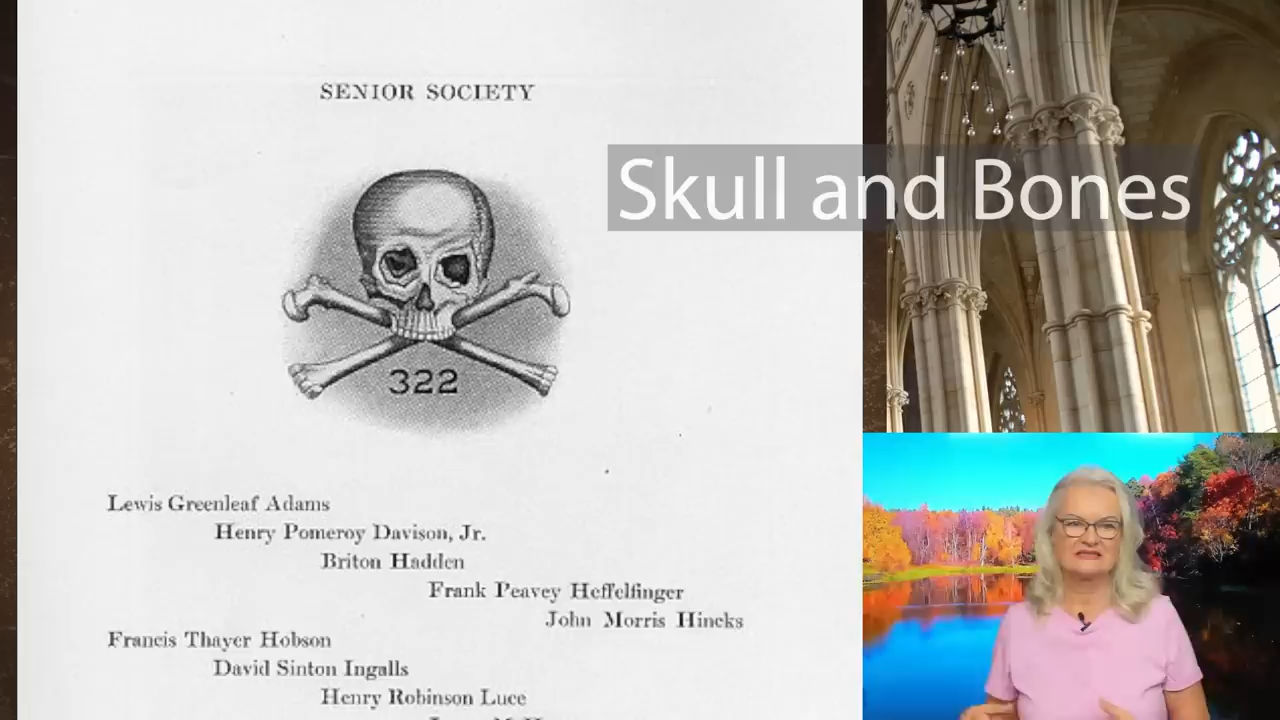 SENIOR SOCIETY
Skull and Bones
322
Lewis Greenleaf Adams
Henry Pomeroy Davison, Jr.
Briton Hadden
Frank Peavey Heffelfinger
John Morris Hincks
Francis Thayer Hobson
David Sinton Ingalls
Henry Robinson Luce